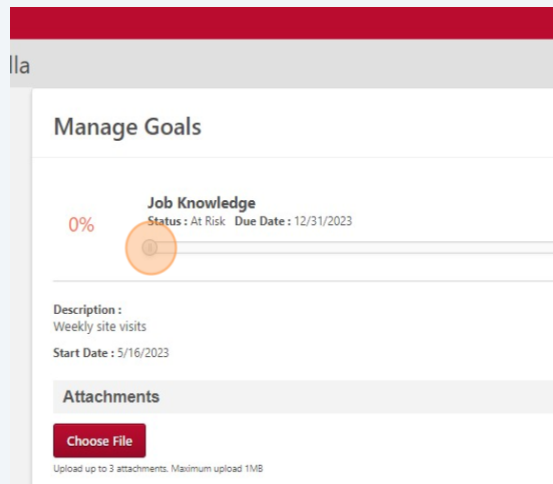 lla
Manage Goals
Job Knowledge
0%
Status : At Risk Due Date : 12/31/2023
Description :
Weekly site visits
Start Date : 5/16/2023
Attachments
Choose File
Upload up to 3 attachments. Maximum upload 1MB